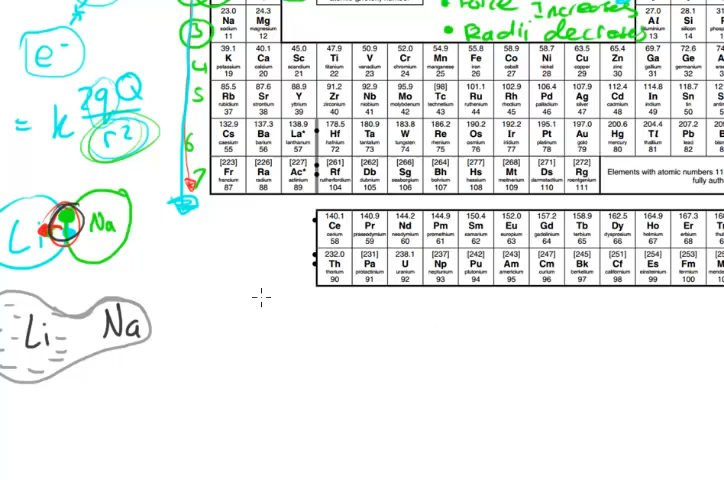 atomic (proton) number
Force Increases
Radii decreases
23.0 24.3 27.0 28.1
Na Mg Al Si
sodium magnesium
11 12 13 14
3
e-
39.1 40.1 45.0 47.9 50.9 52.0 54.9 55.8 58.9 58.7 63.5 65.4 69.7 72.6
K Ca Sc Ti V Cr Mn Fe Co Ni Cu Zn Ga Ge
potassium calcium scandium titanium vanadium chromium manganese iron cobalt nickel copper zinc gallium germanium
19 20 21 22 23 24 25 26 27 28 29 30 31 32
4
85.5 87.6 88.9 91.2 92.9 95.9 [98] 101.1 102.9 106.4 107.9 112.4 114.8 118.7
Rb Sr Y Zr Nb Mo Tc Ru Rh Pd Ag Cd In Sn
rubidium strontium yttrium zirconium niobium molybdenum technetium ruthenium rhodium palladium silver cadmium indium tin
37 38 39 40 41 42 43 44 45 46 47 48 49 50
5
= k qQ
r²
132.9 137.3 138.9 178.5 180.9 183.8 186.2 190.2 192.2 195.1 197.0 200.6 204.4 207.2
Cs Ba La* Hf Ta W Re Os Ir Pt Au Hg Tl Pb B
caesium barium lanthanum hafnium tantalum tungsten rhenium osmium iridium platinum gold mercury thallium lead
55 56 57 72 73 74 75 76 77 78 79 80 81 82
6
[223] [226] [227] [261] [262] [266] [264] [277] [268] [271] [272]
Fr Ra Ac* Rf Db Sg Bh Hs Mt Ds Rg
francium radium actinium rutherfordium dubnium seaborgium bohrium hassium meitnerium darmstadtium roentgenium
87 88 89 104 105 106 107 108 109 110 111
Elements with atomic numbers 11
fully auth
7
Li Na
140.1 140.9 144.2 144.9 150.4 152.0 157.2 158.9 162.5 164.9 167.3
Ce Pr Nd Pm Sm Eu Gd Tb Dy Ho Er
cerium praseodymium neodymium promethium samarium europium gadolinium terbium dysprosium holmium erbium
58 59 60 61 62 63 64 65 66 67 68
232.0 [231] 238.1 [237] [242] [243] [247] [245] [251] [254] [253]
Th Pa U Np Pu Am Cm Bk Cf Es Fm
thorium protactinium uranium neptunium plutonium americium curium berkelium californium einsteinium fermium
90 91 92 93 94 95 96 97 98 99 100
Li Na